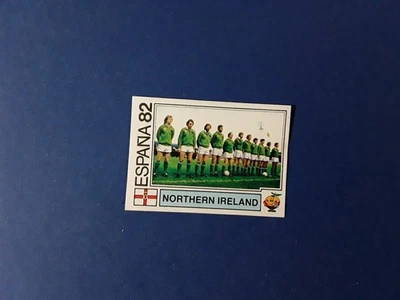 ESPAÑA 82
NORTHERN IRELAND